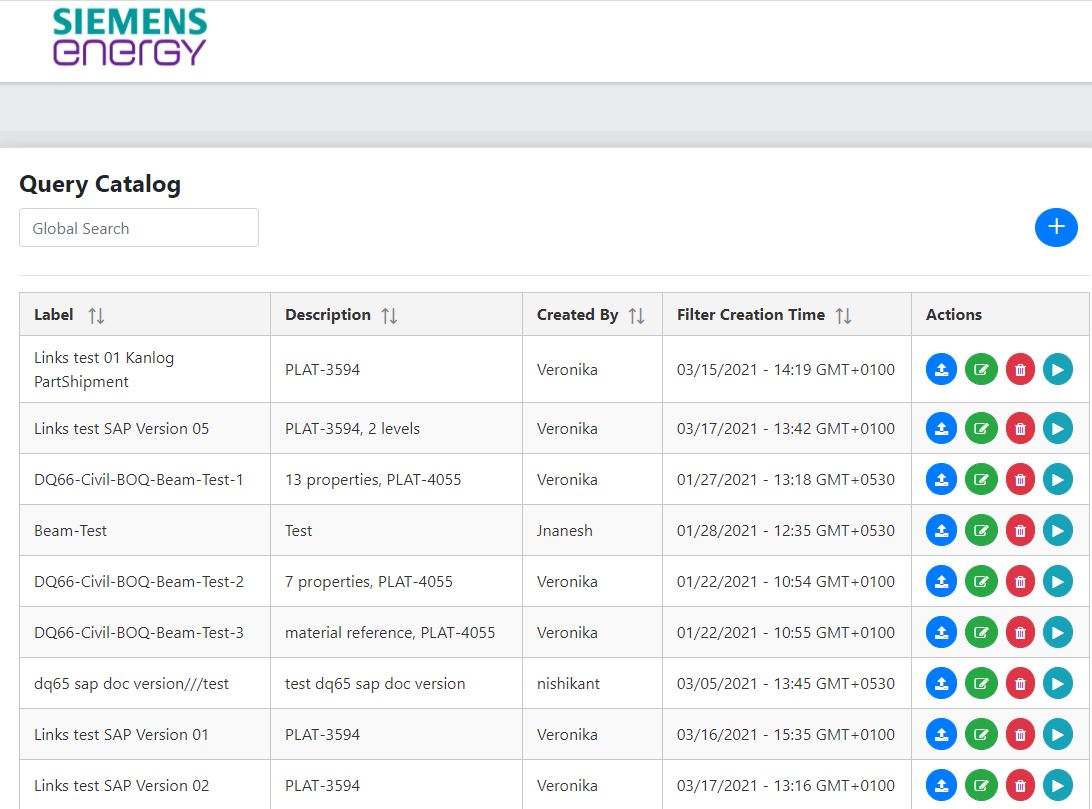 SIEMENS
energy
Query Catalog
Global Search
Label Description Created By Filter Creation Time Actions
Links test 01 Kanlog
PartShipment PLAT-3594 Veronika 03/15/2021 - 14:19 GMT+0100
Links test SAP Version 05 PLAT-3594, 2 levels Veronika 03/17/2021 - 13:42 GMT+0100
DQ66-Civil-BOQ-Beam-Test-1 13 properties, PLAT-4055 Veronika 01/27/2021 - 13:18 GMT+0530
Beam-Test Test Jnanesh 01/28/2021 - 12:35 GMT+0530
DQ66-Civil-BOQ-Beam-Test-2 7 properties, PLAT-4055 Veronika 01/22/2021 - 10:54 GMT+0100
DQ66-Civil-BOQ-Beam-Test-3 material reference, PLAT-4055 Veronika 01/22/2021 - 10:55 GMT+0100
dq65 sap doc version///test test dq65 sap doc version nishikant 03/05/2021 - 13:45 GMT+0530
Links test SAP Version 01 PLAT-3594 Veronika 03/16/2021 - 15:35 GMT+0100
Links test SAP Version 02 PLAT-3594 Veronika 03/17/2021 - 13:16 GMT+0100